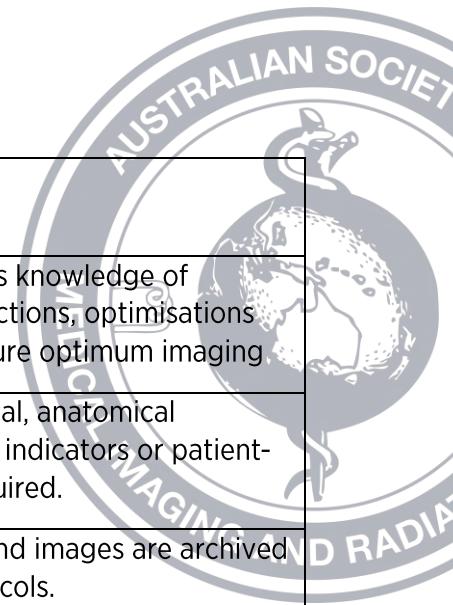 AUSTRALIAN SOCIET
s knowledge of
ctions, optimisations
ure optimum imaging
al, anatomical
indicators or patient-
uired.
nd images are archived
cols.
MEDICAL IMAGING AND RADIAT